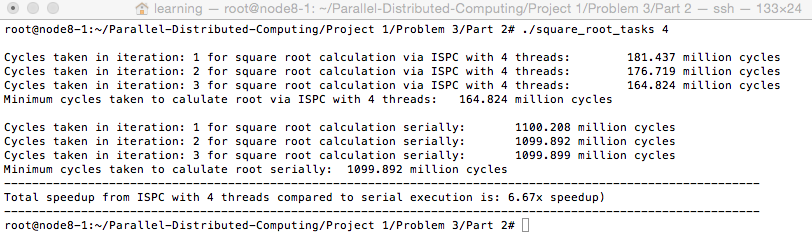 learning — root@node8-1: ~/Parallel-Distributed-Computing/Project 1/Problem 3/Part 2 — ssh — 133×24
root@node8-1:~/Parallel-Distributed-Computing/Project 1/Problem 3/Part 2# ./square_root_tasks 4
Cycles taken in iteration: 1 for square root calculation via ISPC with 4 threads: 181.437 million cycles
Cycles taken in iteration: 2 for square root calculation via ISPC with 4 threads: 176.719 million cycles
Cycles taken in iteration: 3 for square root calculation via ISPC with 4 threads: 164.824 million cycles
Minimum cycles taken to calulate root via ISPC with 4 threads: 164.824 million cycles
Cycles taken in iteration: 1 for square root calculation serially: 1100.208 million cycles
Cycles taken in iteration: 2 for square root calculation serially: 1099.892 million cycles
Cycles taken in iteration: 3 for square root calculation serially: 1099.899 million cycles
Minimum cycles taken to calulate root serially: 1099.892 million cycles
Total speedup from ISPC with 4 threads compared to serial execution is: 6.67x speedup)
root@node8-1:~/Parallel-Distributed-Computing/Project 1/Problem 3/Part 2#